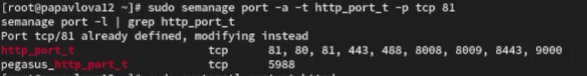 [root@papavlova12 ~]# sudo semanage port -a -t http_port_t -p tcp 81
semanage port -l | grep http_port_t
Port tcp/81 already defined, modifying instead
http_port_t tcp 81, 80, 81, 443, 488, 8008, 8009, 8443, 9000
pegasus_http_port_t tcp 5988